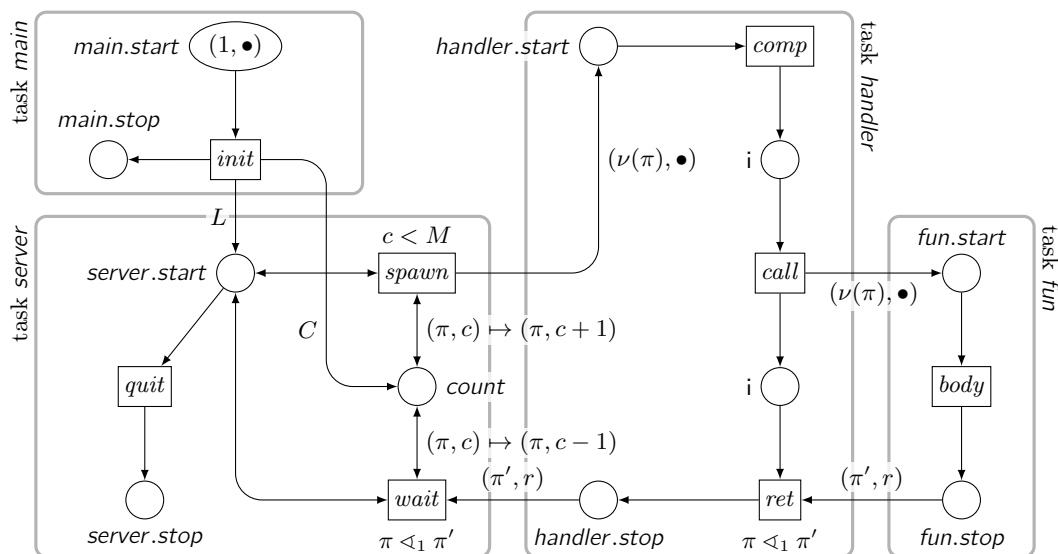 task main
main.start
(1, •)
main.stop
init
L
C
task server
server.start
c < M
spawn
(π, c) ↦ (π, c + 1)
quit
count
(π, c) ↦ (π, c − 1)
server.stop
wait
π ⋖₁ π′
(π′, r)
task handler
handler.start
comp
(ν(π), •)
i
call
(ν(π), •)
i
handler.stop
ret
π ⋖₁ π′
(π′, r)
task fun
fun.start
body
fun.stop